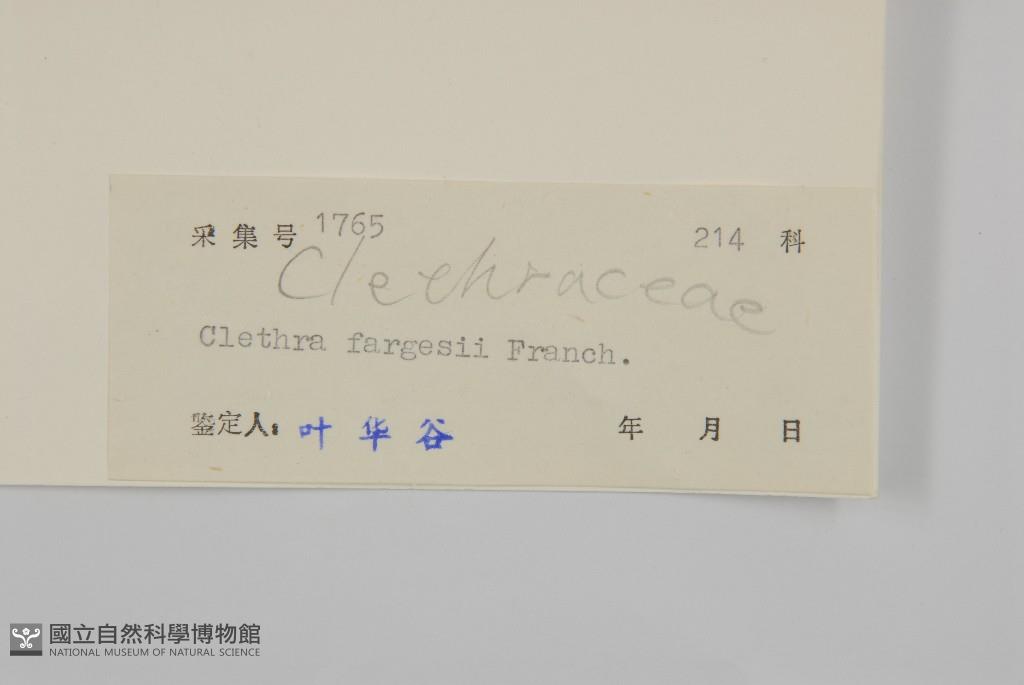 采集号 1765 214 科
Clethraceae
Clethra fargesii Franch.
鉴定人: 叶华谷 年 月 日
國立自然科學博物館
NATIONAL MUSEUM OF NATURAL SCIENCE